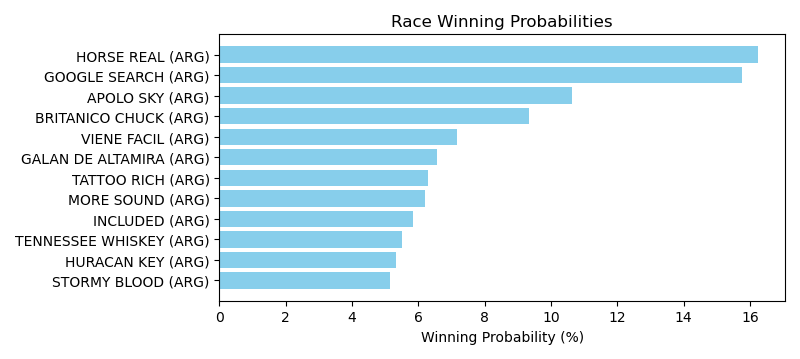 Race Winning Probabilities
HORSE REAL (ARG)
GOOGLE SEARCH (ARG)
APOLO SKY (ARG)
BRITANICO CHUCK (ARG)
VIENE FACIL (ARG)
GALAN DE ALTAMIRA (ARG)
TATTOO RICH (ARG)
MORE SOUND (ARG)
INCLUDED (ARG)
TENNESSEE WHISKEY (ARG)
HURACAN KEY (ARG)
STORMY BLOOD (ARG)
0 2 4 6 8 10 12 14 16
Winning Probability (%)